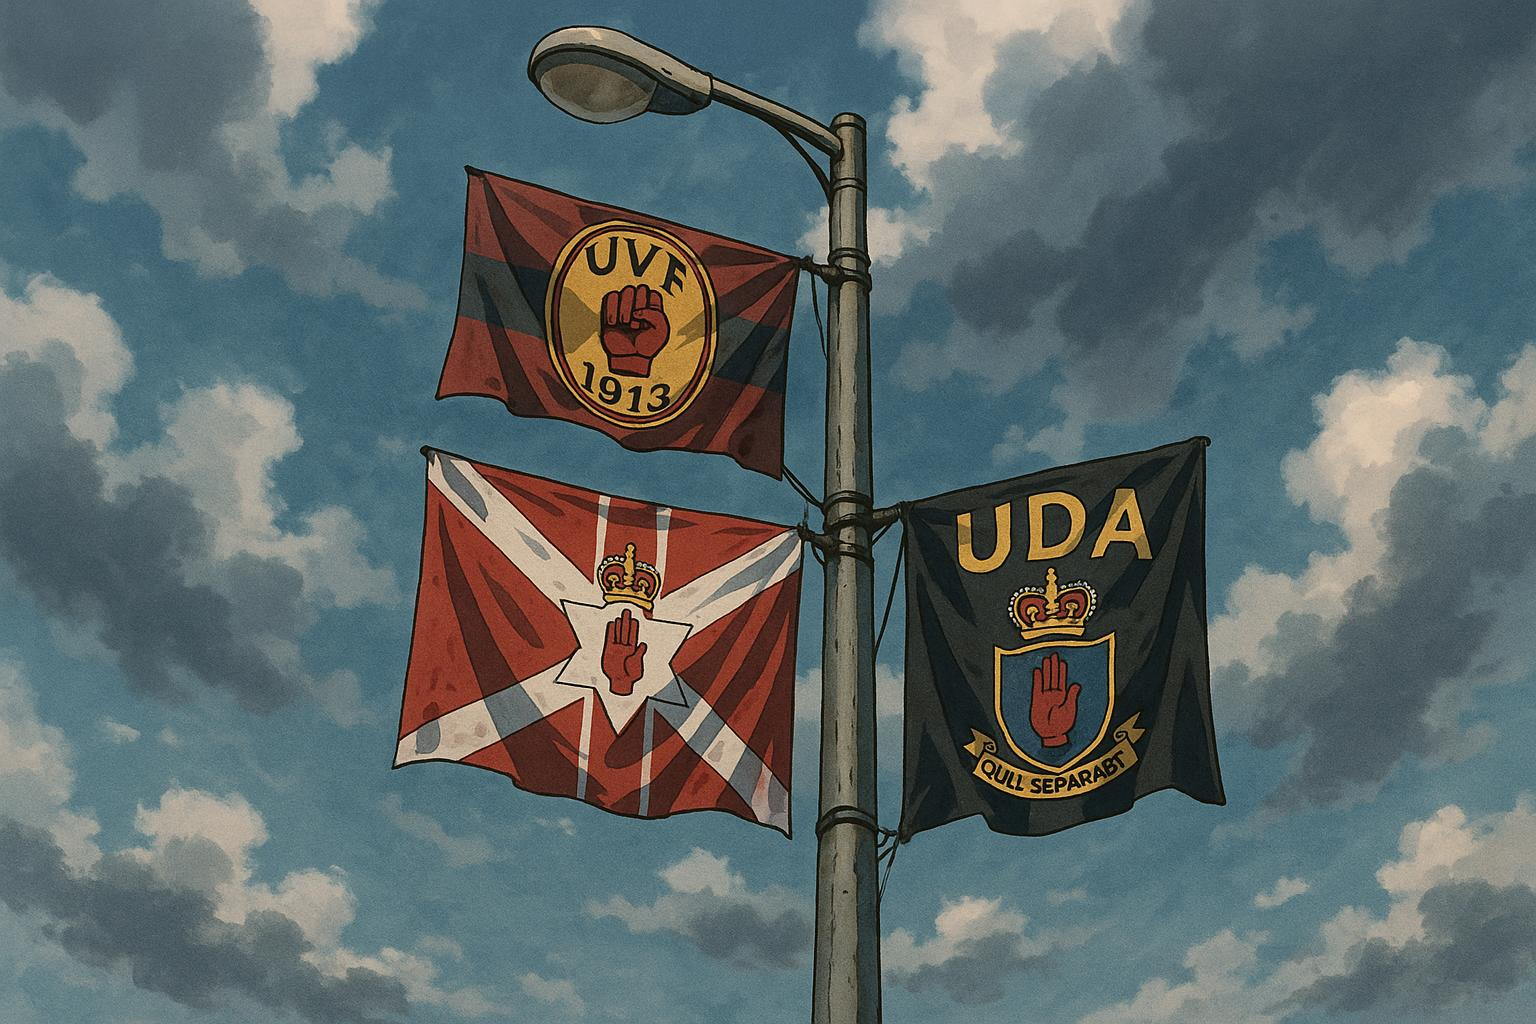 UVF
1913
UDA
QULL SEPARABT